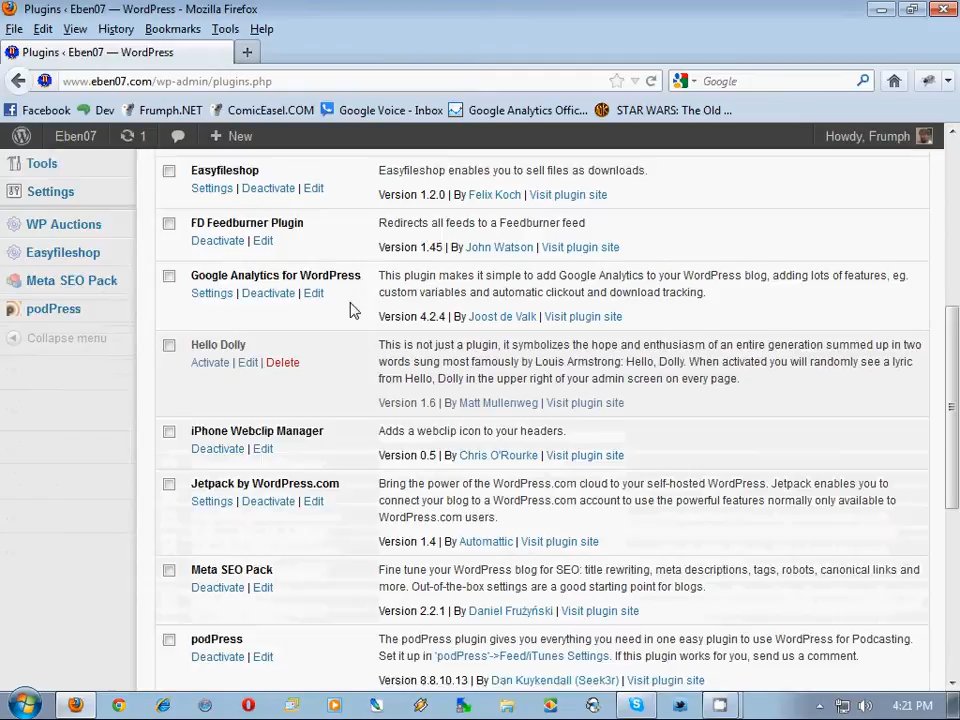 Plugins ‹ Eben07 — WordPress - Mozilla Firefox
File Edit View History Bookmarks Tools Help
Plugins ‹ Eben07 — WordPress
www.eben07.com/wp-admin/plugins.php
Google
Facebook Dev Frumph.NET ComicEasel.COM Google Voice - Inbox Google Analytics Offic... STAR WARS: The Old ...
Eben07 1 New Howdy, Frumph
Tools
Settings
WP Auctions
Easyfileshop
Meta SEO Pack
podPress
Collapse menu
Easyfileshop
Settings | Deactivate | Edit
Easyfileshop enables you to sell files as downloads.
Version 1.2.0 | By Felix Koch | Visit plugin site
FD Feedburner Plugin
Deactivate | Edit
Redirects all feeds to a Feedburner feed
Version 1.45 | By John Watson | Visit plugin site
Google Analytics for WordPress
Settings | Deactivate | Edit
This plugin makes it simple to add Google Analytics to your WordPress blog, adding lots of features, eg.
custom variables and automatic clickout and download tracking.
Version 4.2.4 | By Joost de Valk | Visit plugin site
Hello Dolly
Activate | Edit | Delete
This is not just a plugin, it symbolizes the hope and enthusiasm of an entire generation summed up in two
words sung most famously by Louis Armstrong: Hello, Dolly. When activated you will randomly see a lyric
from Hello, Dolly in the upper right of your admin screen on every page.
Version 1.6 | By Matt Mullenweg | Visit plugin site
iPhone Webclip Manager
Deactivate | Edit
Adds a webclip icon to your headers.
Version 0.5 | By Chris O'Rourke | Visit plugin site
Jetpack by WordPress.com
Settings | Deactivate | Edit
Bring the power of the WordPress.com cloud to your self-hosted WordPress. Jetpack enables you to
connect your blog to a WordPress.com account to use the powerful features normally only available to
WordPress.com users.
Version 1.4 | By Automattic | Visit plugin site
Meta SEO Pack
Deactivate | Edit
Fine tune your WordPress blog for SEO: title rewriting, meta descriptions, tags, robots, canonical links and
more. Out-of-the-box settings are a good starting point for blogs.
Version 2.2.1 | By Daniel Frużyński | Visit plugin site
podPress
Deactivate | Edit
The podPress plugin gives you everything you need in one easy plugin to use WordPress for Podcasting.
Set it up in 'podPress'->Feed/iTunes Settings. If this plugin works for you, send us a comment.
Version 8.8.10.13 | By Dan Kuykendall (Seek3r) | Visit plugin site
4:21 PM